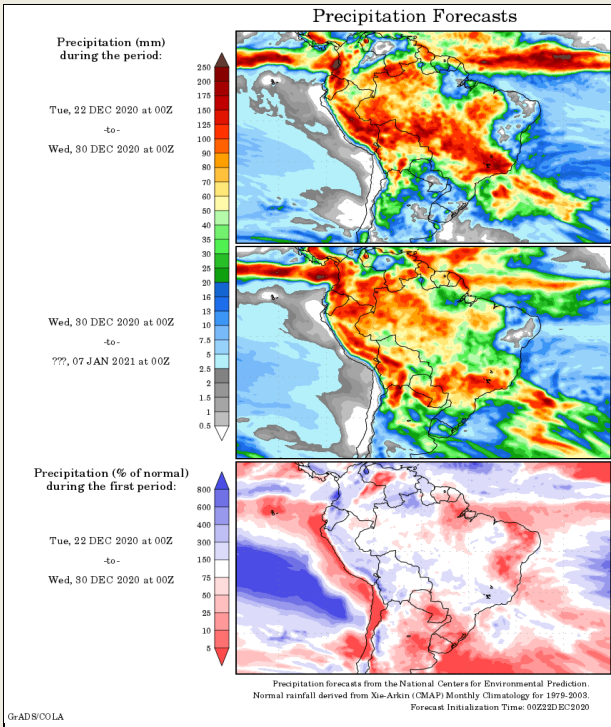 Precipitation Forecasts
Precipitation (mm)
during the period:
Tue, 22 DEC 2020 at 00Z
-to-
Wed, 30 DEC 2020 at 00Z
250
200
175
150
125
100
90
80
70
60
50
40
35
30
25
20
16
13
10
7.5
5
2.5
2
1.5
1
0.5
Wed, 30 DEC 2020 at 00Z
-to-
???, 07 JAN 2021 at 00Z
Precipitation (% of normal)
during the first period:
Tue, 22 DEC 2020 at 00Z
-to-
Wed, 30 DEC 2020 at 00Z
800
600
400
300
150
75
50
25
10
5
Precipitation forecasts from the National Centers for Environmental Prediction.
Normal rainfall derived from Xie-Arkin (CMAP) Monthly Climatology for 1979-2003.
Forecast Initialization Time: 00Z22DEC2020
GrADS/COLA